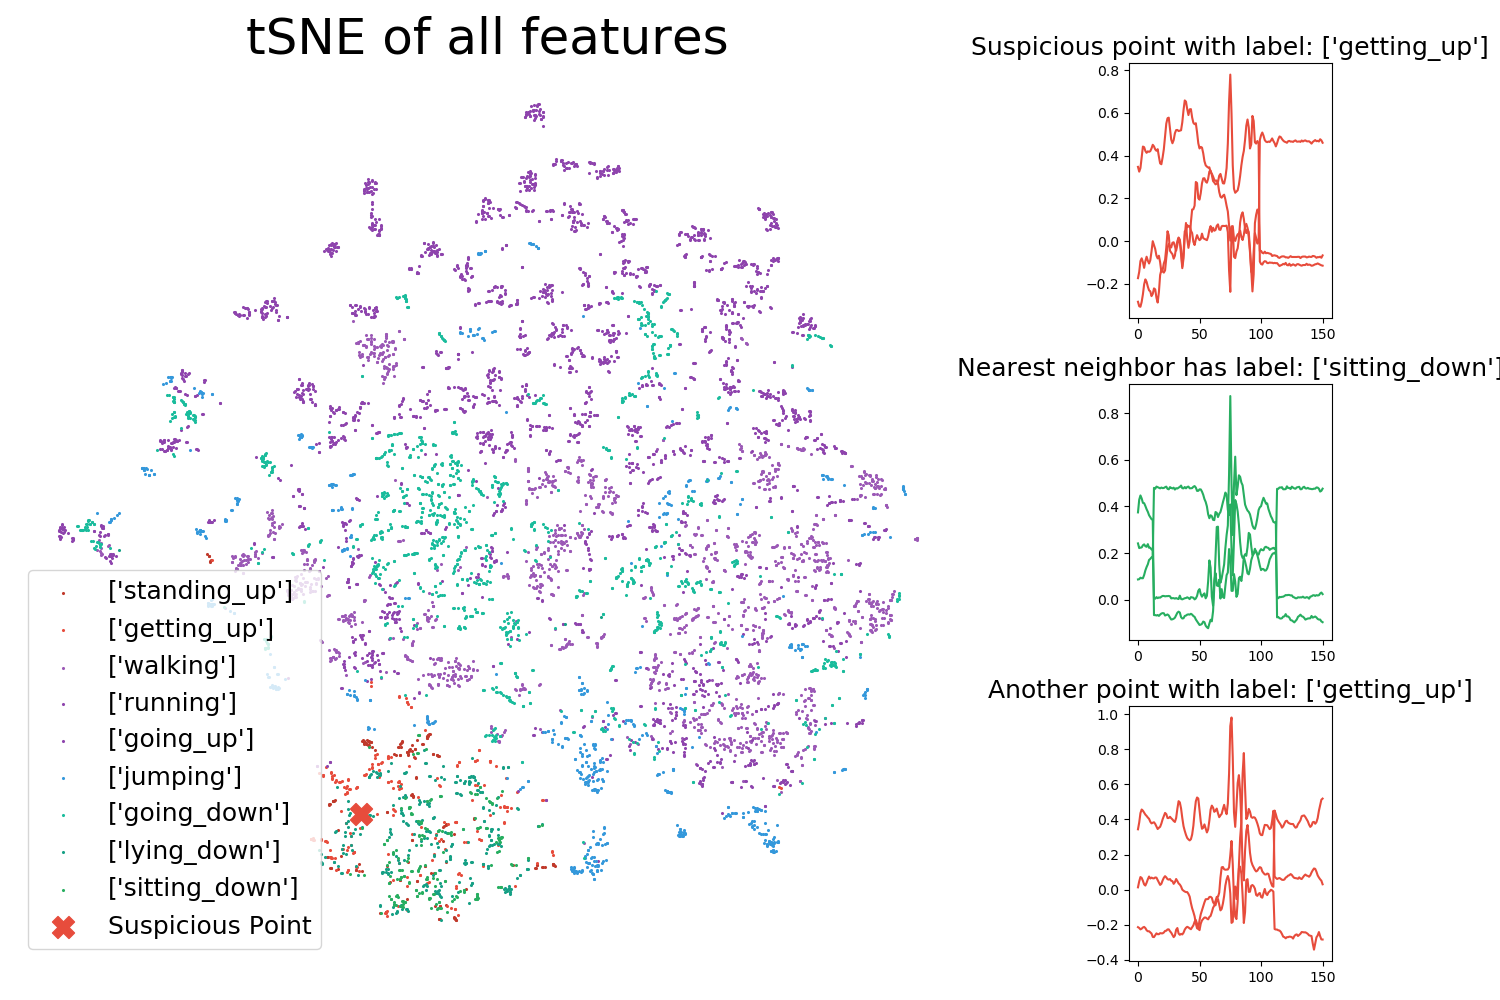 tSNE of all features
['standing_up']
['getting_up']
['walking']
['running']
['going_up']
['jumping']
['going_down']
['lying_down']
['sitting_down']
Suspicious Point
Suspicious point with label: ['getting_up']
0.8
0.6
0.4
0.2
0.0
−0.2
0 50 100 150
Nearest neighbor has label: ['sitting_down']
0.8
0.6
0.4
0.2
0.0
0 50 100 150
Another point with label: ['getting_up']
1.0
0.8
0.6
0.4
0.2
0.0
−0.2
−0.4
0 50 100 150